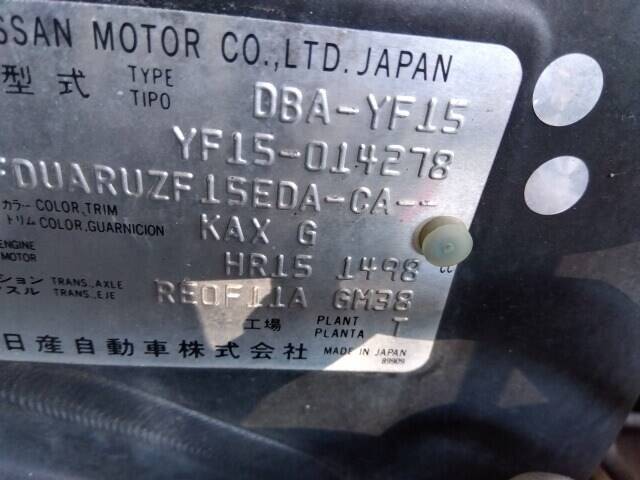 SSAN MOTOR CO.,LTD. JAPAN
型式 TYPE TIPO DBA-YF15
YF15-014278
FDUARUZF15EDA-CA--
カラー COLOR,TRIM
トリム COLOR,GUARNICION KAX G
ENGINE
MOTOR HR15 1498 cc
ション TRANS.,AXLE
スル TRANS.,EJE RE0F11A GM38
工場 PLANT PLANTA T
日産自動車株式会社 MADE IN JAPAN
89909